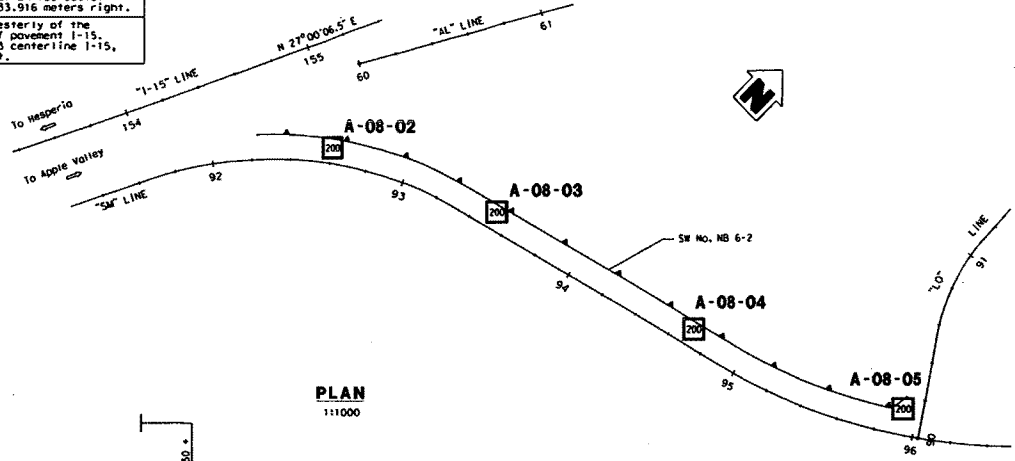 33.916 meters right.
esterly of the
pavement I-15.
centerline I-15,
N 27°00'06.5" E
155
"I-15" LINE
154
"AL" LINE
60
61
To Hesperia
To Apple Valley
"SW" LINE
92
93
94
95
96
A-08-02
200
A-08-03
200
SW No. NB 6-2
A-08-04
200
A-08-05
200
"LO" LINE
91
90
N
PLAN
1:1000
50 +